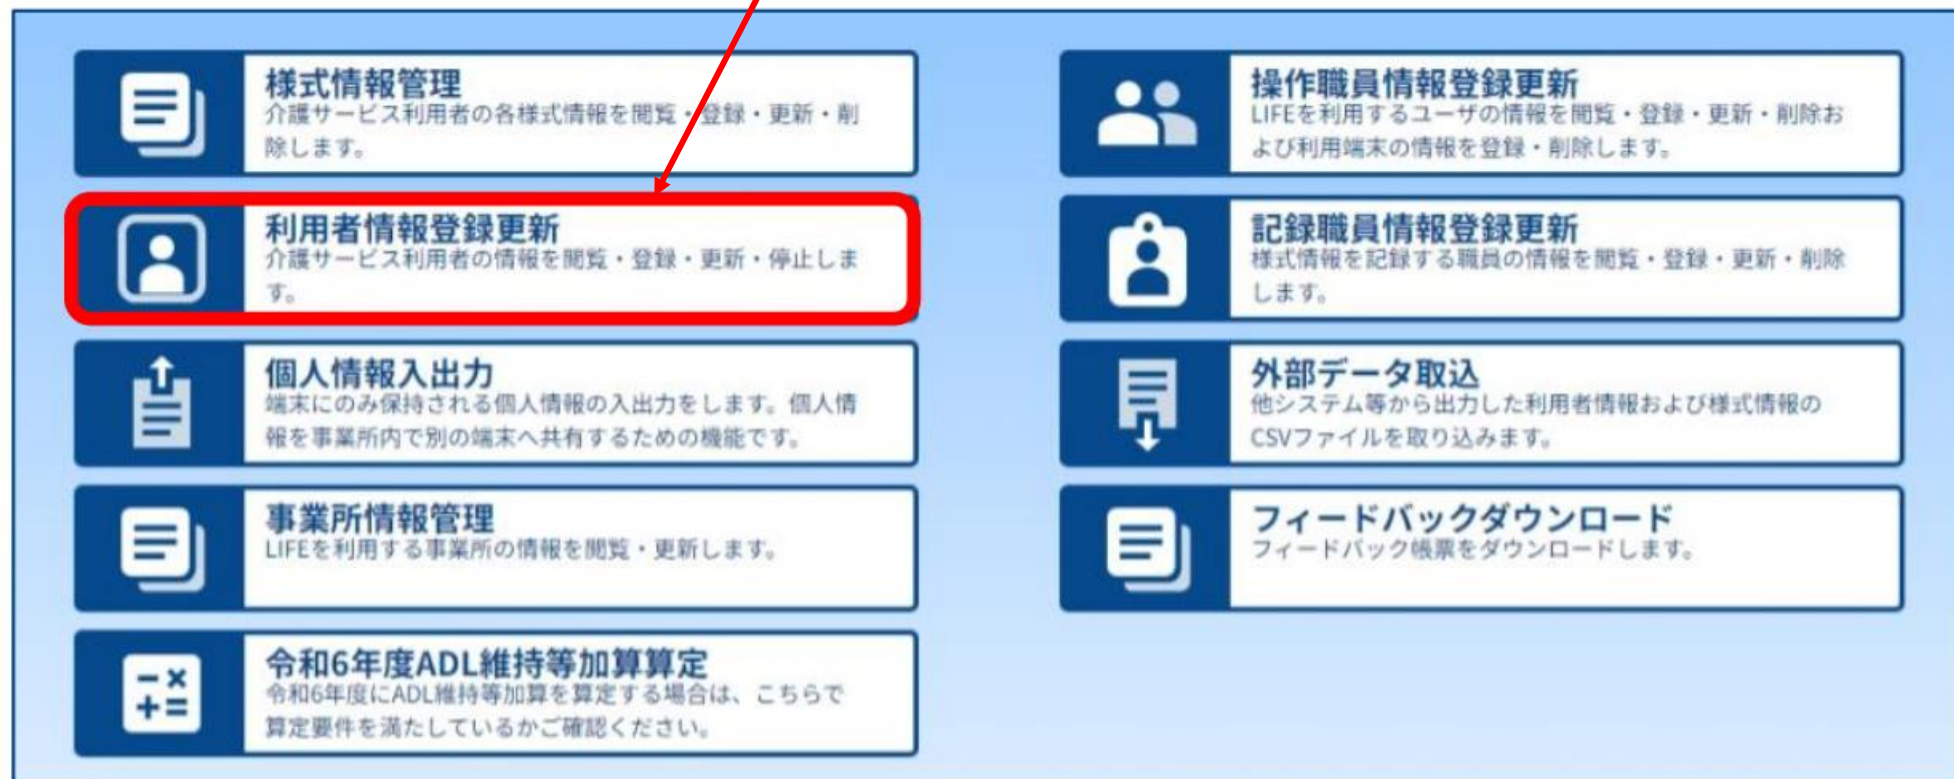 様式情報管理
介護サービス利用者の各様式情報を閲覧・登録・更新・削
除します。
操作職員情報登録更新
LIFEを利用するユーザの情報を閲覧・登録・更新・削除お
よび利用端末の情報を登録・削除します。
利用者情報登録更新
介護サービス利用者の情報を閲覧・登録・更新・停止しま
す。
記録職員情報登録更新
様式情報を記録する職員の情報を閲覧・登録・更新・削除
します。
個人情報入出力
端末にのみ保持される個人情報の入出力をします。個人情
報を事業所内で別の端末へ共有するための機能です。
外部データ取込
他システム等から出力した利用者情報および様式情報の
CSVファイルを取り込みます。
事業所情報管理
LIFEを利用する事業所の情報を閲覧・更新します。
フィードバックダウンロード
フィードバック帳票をダウンロードします。
令和6年度ADL維持等加算算定
令和6年度にADL維持等加算を算定する場合は、こちらで
算定要件を満たしているかご確認ください。